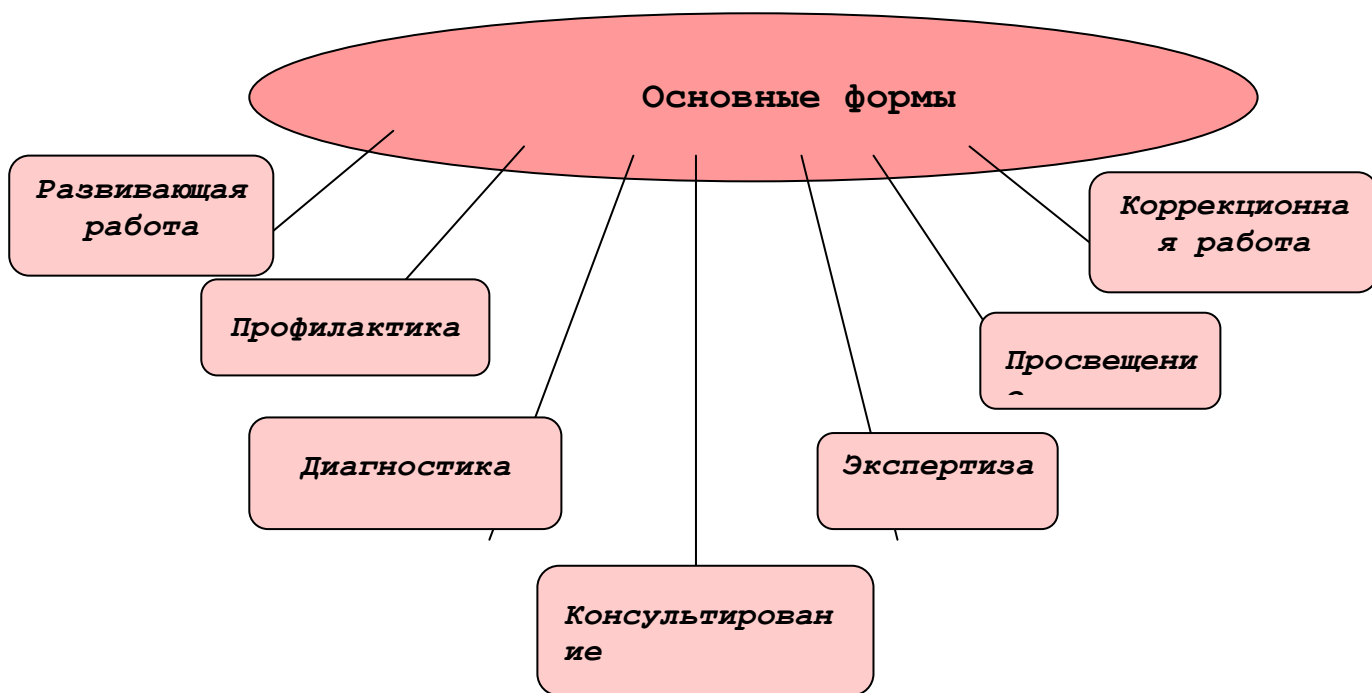 Основные формы
Развивающая
работа
Коррекционна
я работа
Профилактика
Просвещени
е
Диагностика
Экспертиза
Консультирован
ие